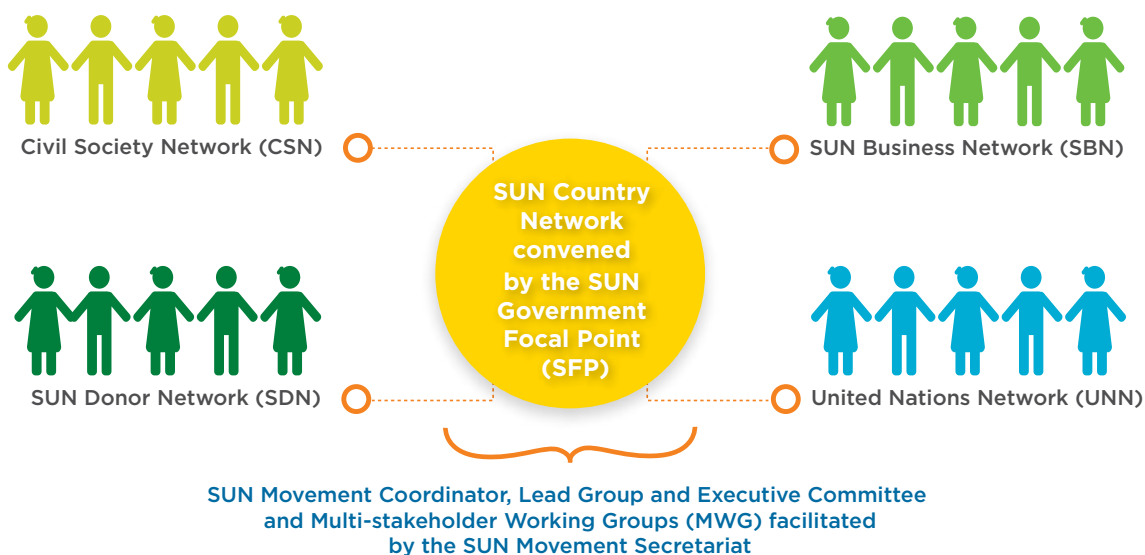 Civil Society Network (CSN)
SUN Business Network (SBN)
SUN Country
Network
convened
by the SUN
Government
Focal Point
(SFP)
SUN Donor Network (SDN)
United Nations Network (UNN)
SUN Movement Coordinator, Lead Group and Executive Committee
and Multi-stakeholder Working Groups (MWG) facilitated
by the SUN Movement Secretariat